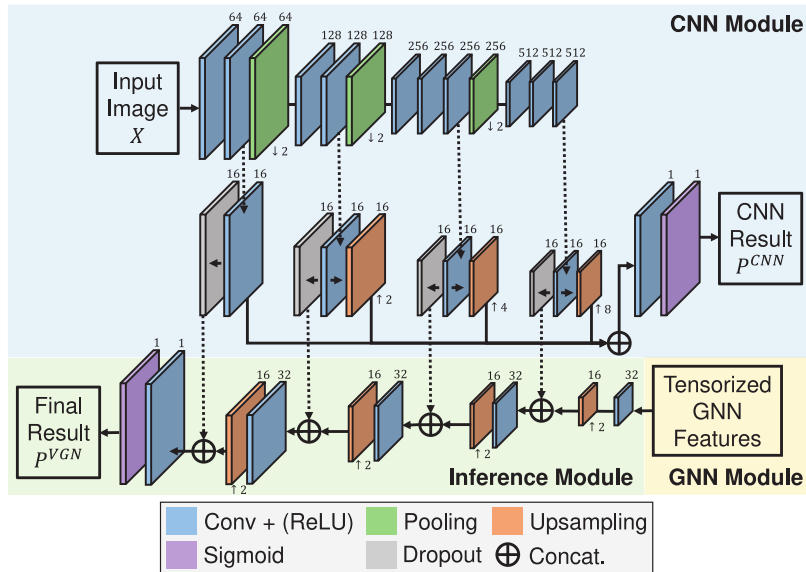 CNN Module
64 64 64
128 128 128
256 256 256 256
512 512 512
Input
Image
X
↓2 ↓2 ↓2
16 16
16 16 16
16 16 16
16 16 16
1 1
CNN
Result
P^CNN
↑2 ↑4 ↑8
1 1
16 32
16 32
16 32
16 32
Final
Result
P^VGN
Tensorized
GNN
Features
↑2 ↑2 ↑2 ↑2
Inference Module
GNN Module
Conv + (ReLU) Pooling Upsampling
Sigmoid Dropout Concat.